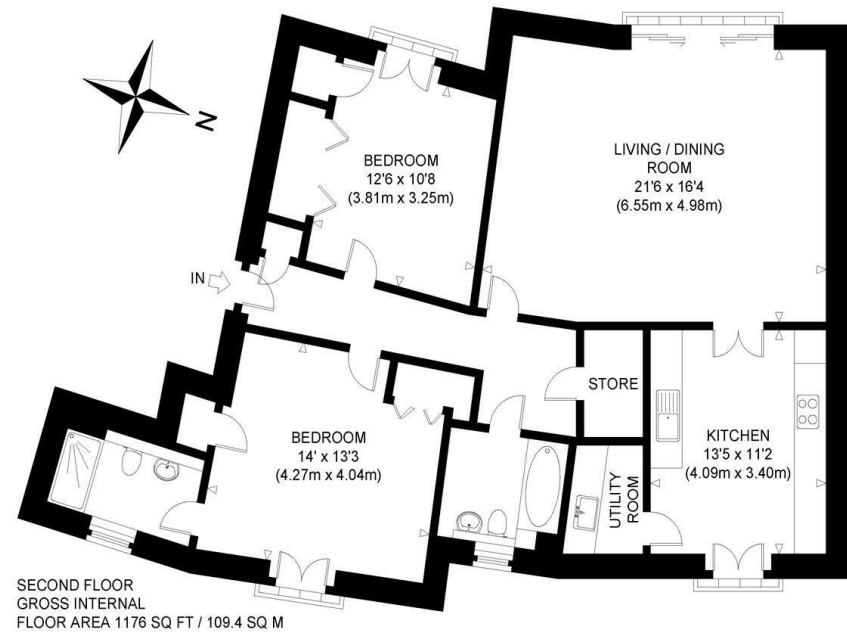 N
BEDROOM
12'6 x 10'8
(3.81m x 3.25m)
LIVING / DINING
ROOM
21'6 x 16'4
(6.55m x 4.98m)
IN
STORE
BEDROOM
14' x 13'3
(4.27m x 4.04m)
KITCHEN
13'5 x 11'2
(4.09m x 3.40m)
UTILITY
ROOM
SECOND FLOOR
GROSS INTERNAL
FLOOR AREA 1176 SQ FT / 109.4 SQ M